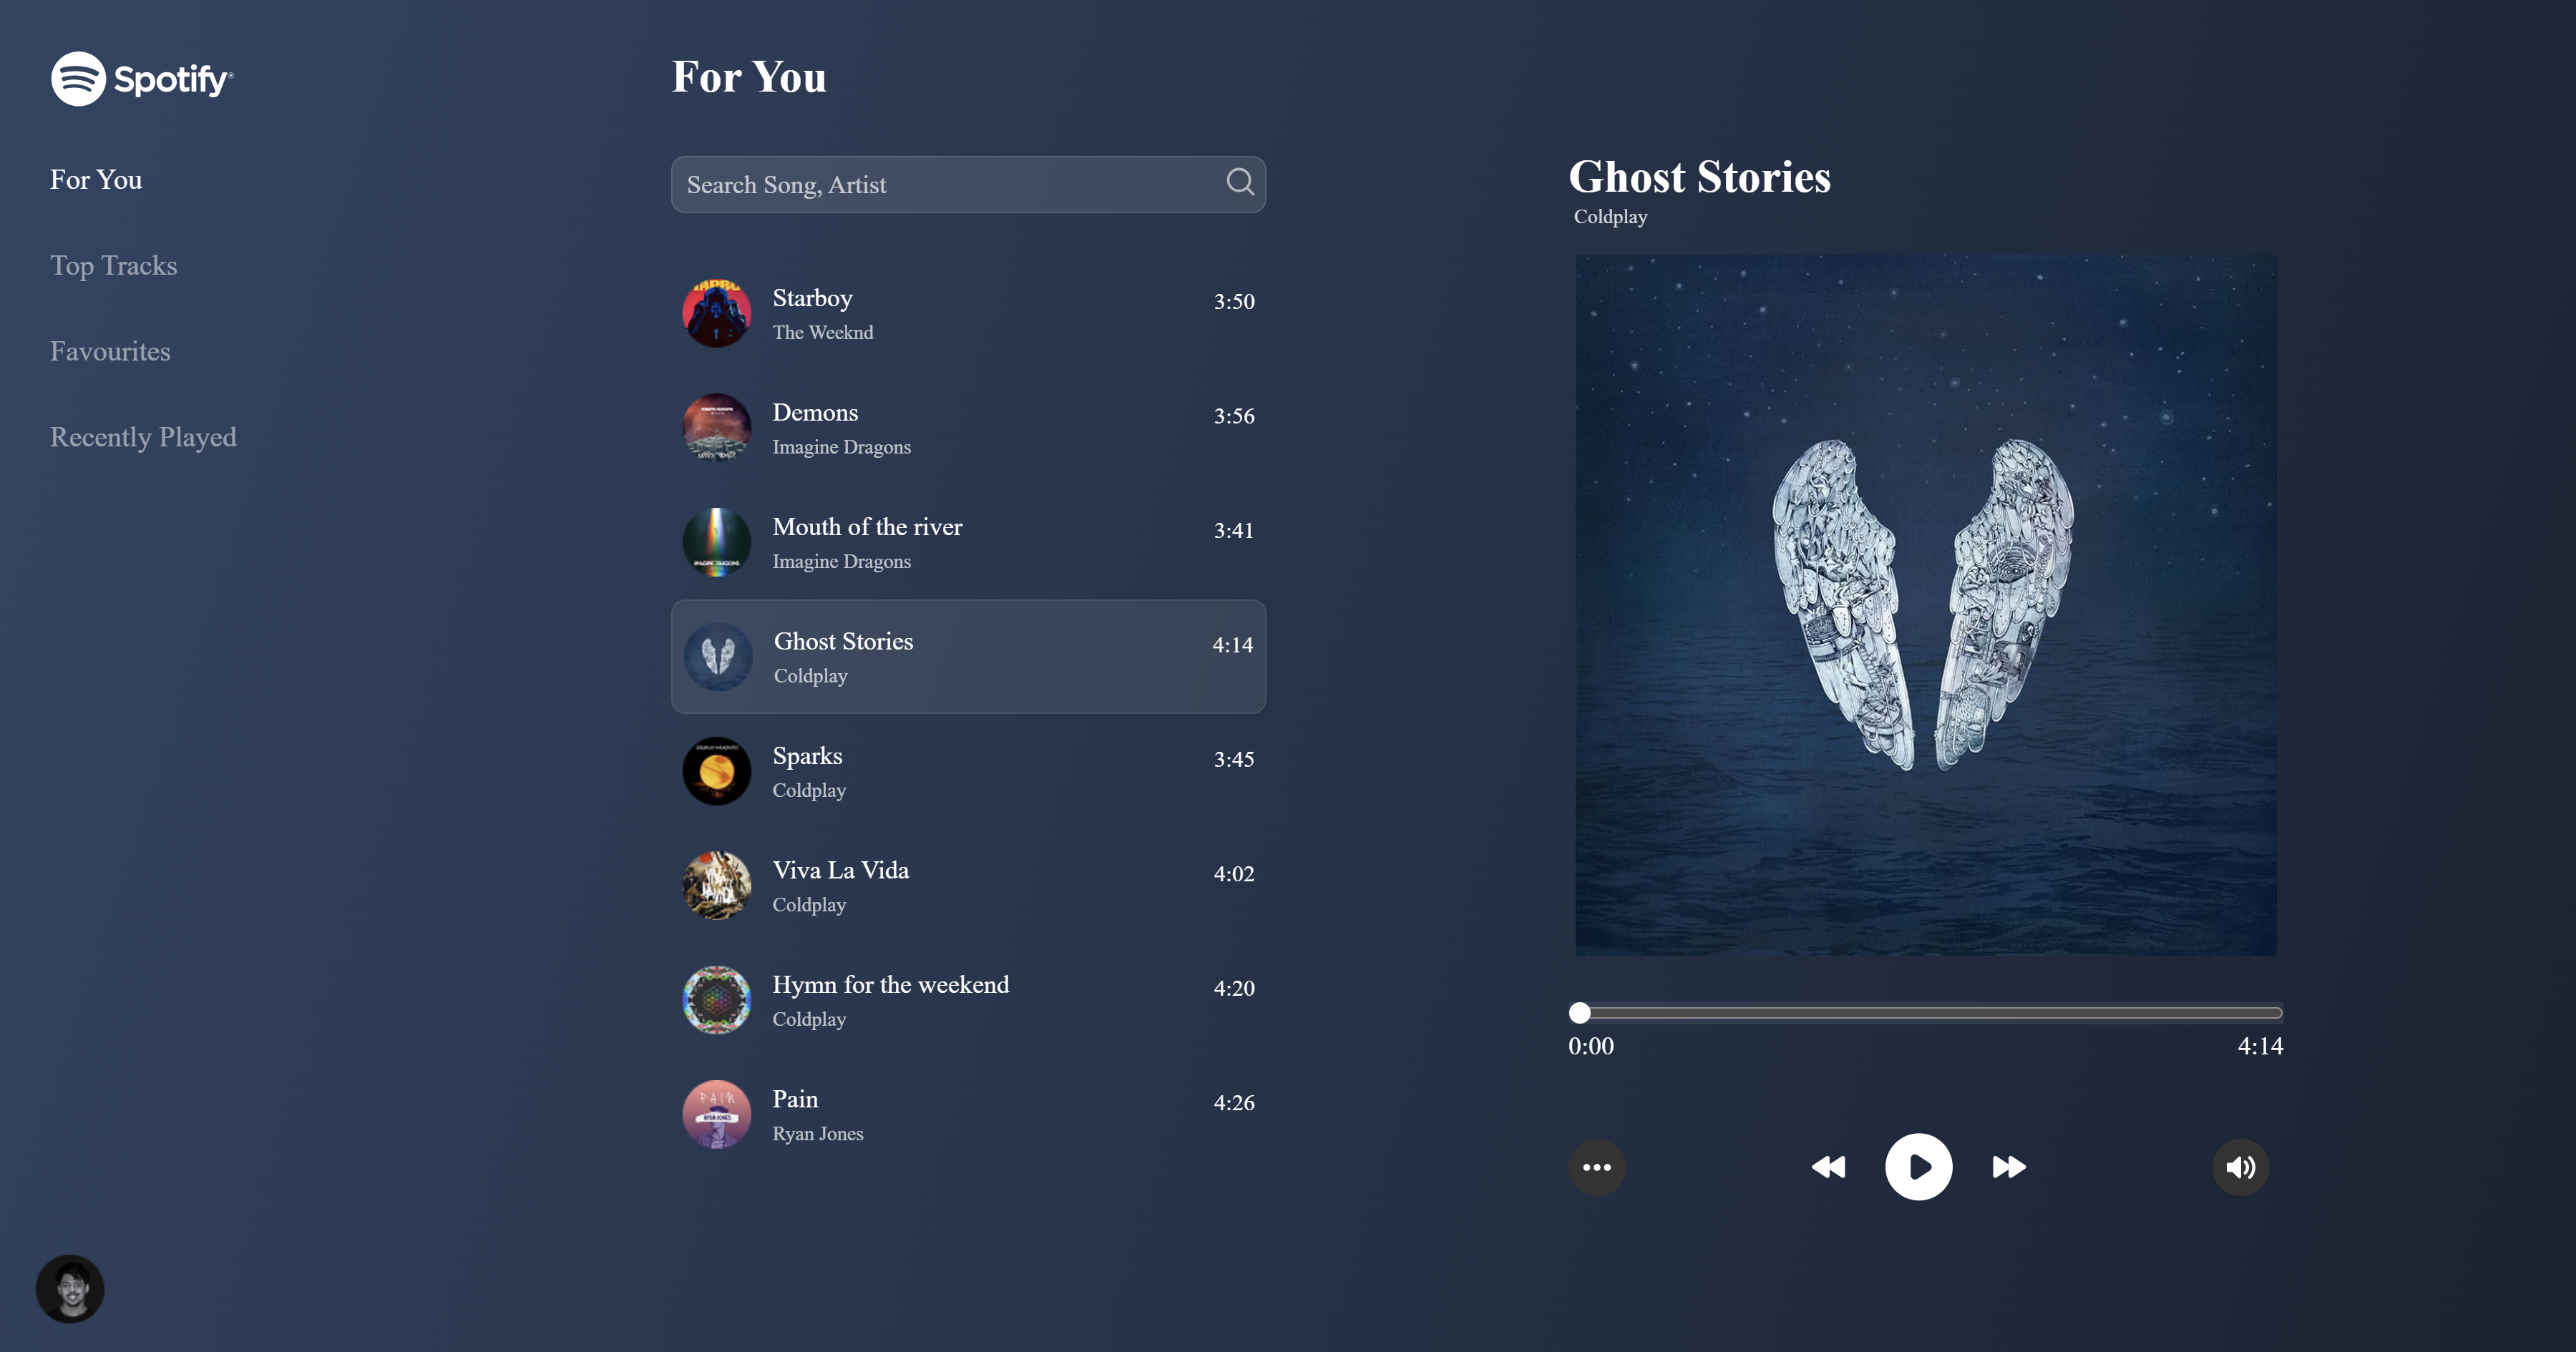 Spotify®
For You
Top Tracks
Favourites
Recently Played
For You
Search Song, Artist
Starboy
The Weeknd
3:50
Demons
Imagine Dragons
3:56
Mouth of the river
Imagine Dragons
3:41
Ghost Stories
Coldplay
4:14
Sparks
Coldplay
3:45
Viva La Vida
Coldplay
4:02
Hymn for the weekend
Coldplay
4:20
PAIN
RYAN JONES
Pain
Ryan Jones
4:26
Ghost Stories
Coldplay
0:00
4:14